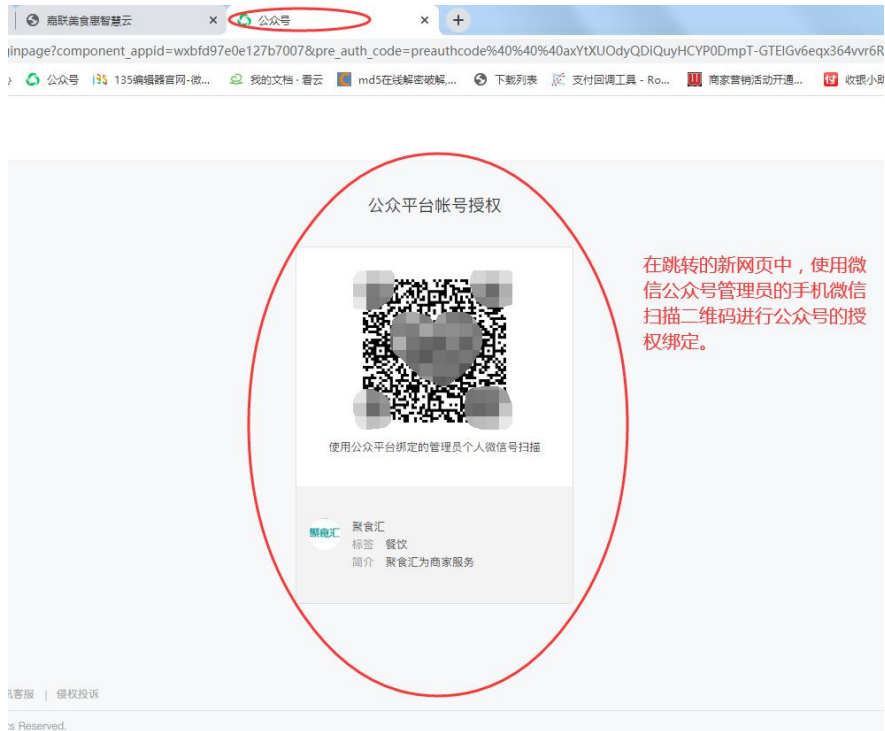 嘉联美食惠智慧云
公众号
ginpage?component_appid=wxbfd97e0e127b7007&pre_auth_code=preauthcode%40%40%40axYtXUOdyQDiQuyHCYP0DmpT-GTEIGv6eqx364vvr6R
公众号 135编辑器官网-微... 我的文档·看云 md5在线解密破解,... 下载列表 支付回调工具 - Ro... 商家营销活动开通... 收银小助
公众平台帐号授权
在跳转的新网页中，使用微
信公众号管理员的手机微信
扫描二维码进行公众号的授
权绑定。
使用公众平台绑定的管理员个人微信号扫描
聚食汇
聚食汇
标签 餐饮
简介 聚食汇为商家服务
客服 | 侵权投诉
ts Reserved.